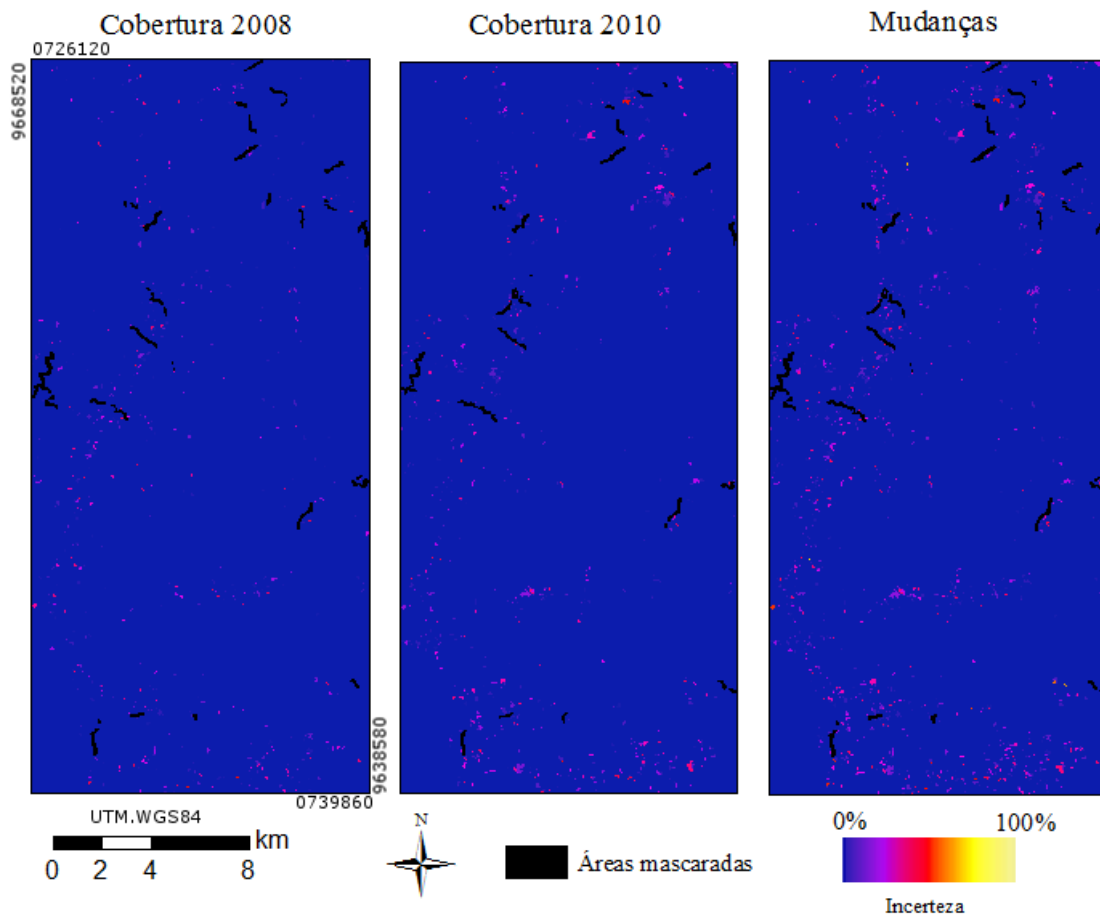 Cobertura 2008
Cobertura 2010
Mudanças
0726120
9668520
9638580
0739860
UTM.WGS84
km
0 2 4 8
N
Áreas mascaradas
0% 100%
Incerteza